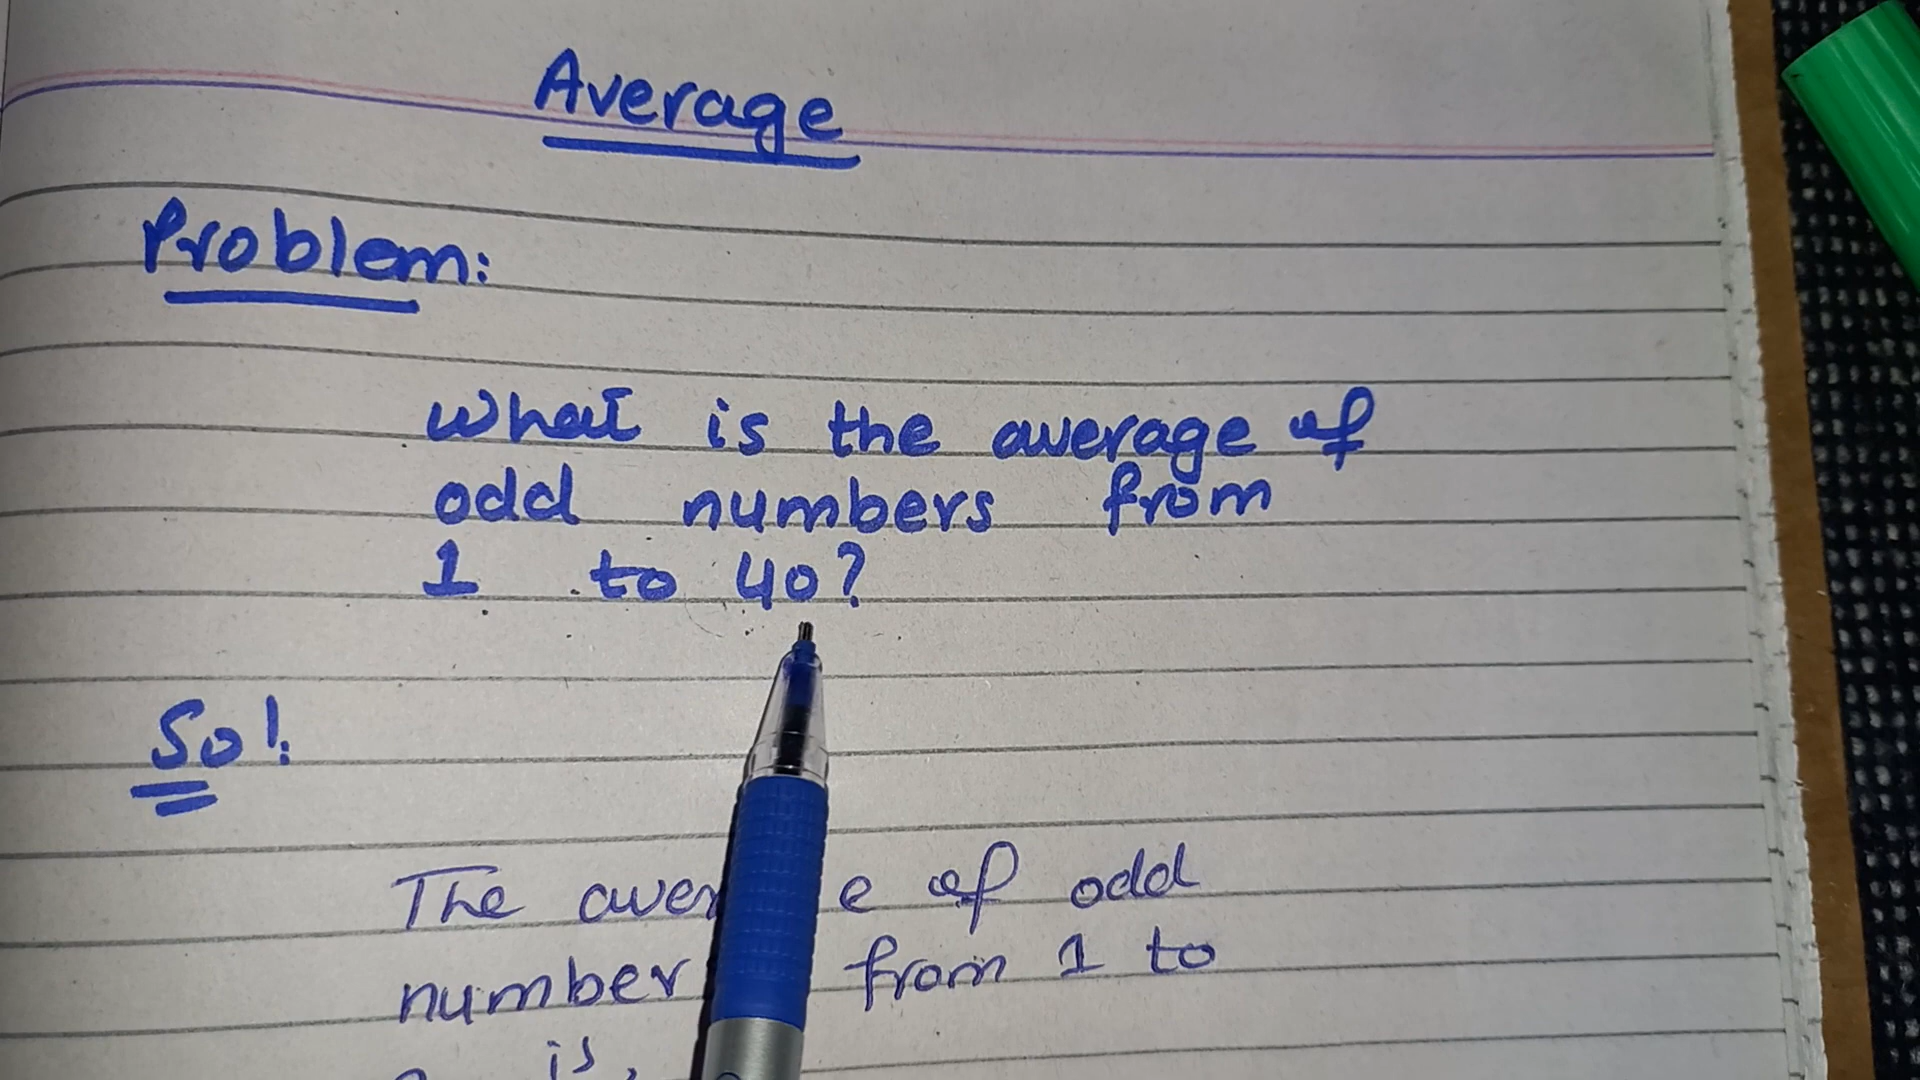 Average
Problem:
What is the average of
odd numbers from
1 to 40?
Sol:
The of odd
number from 1 to
is,